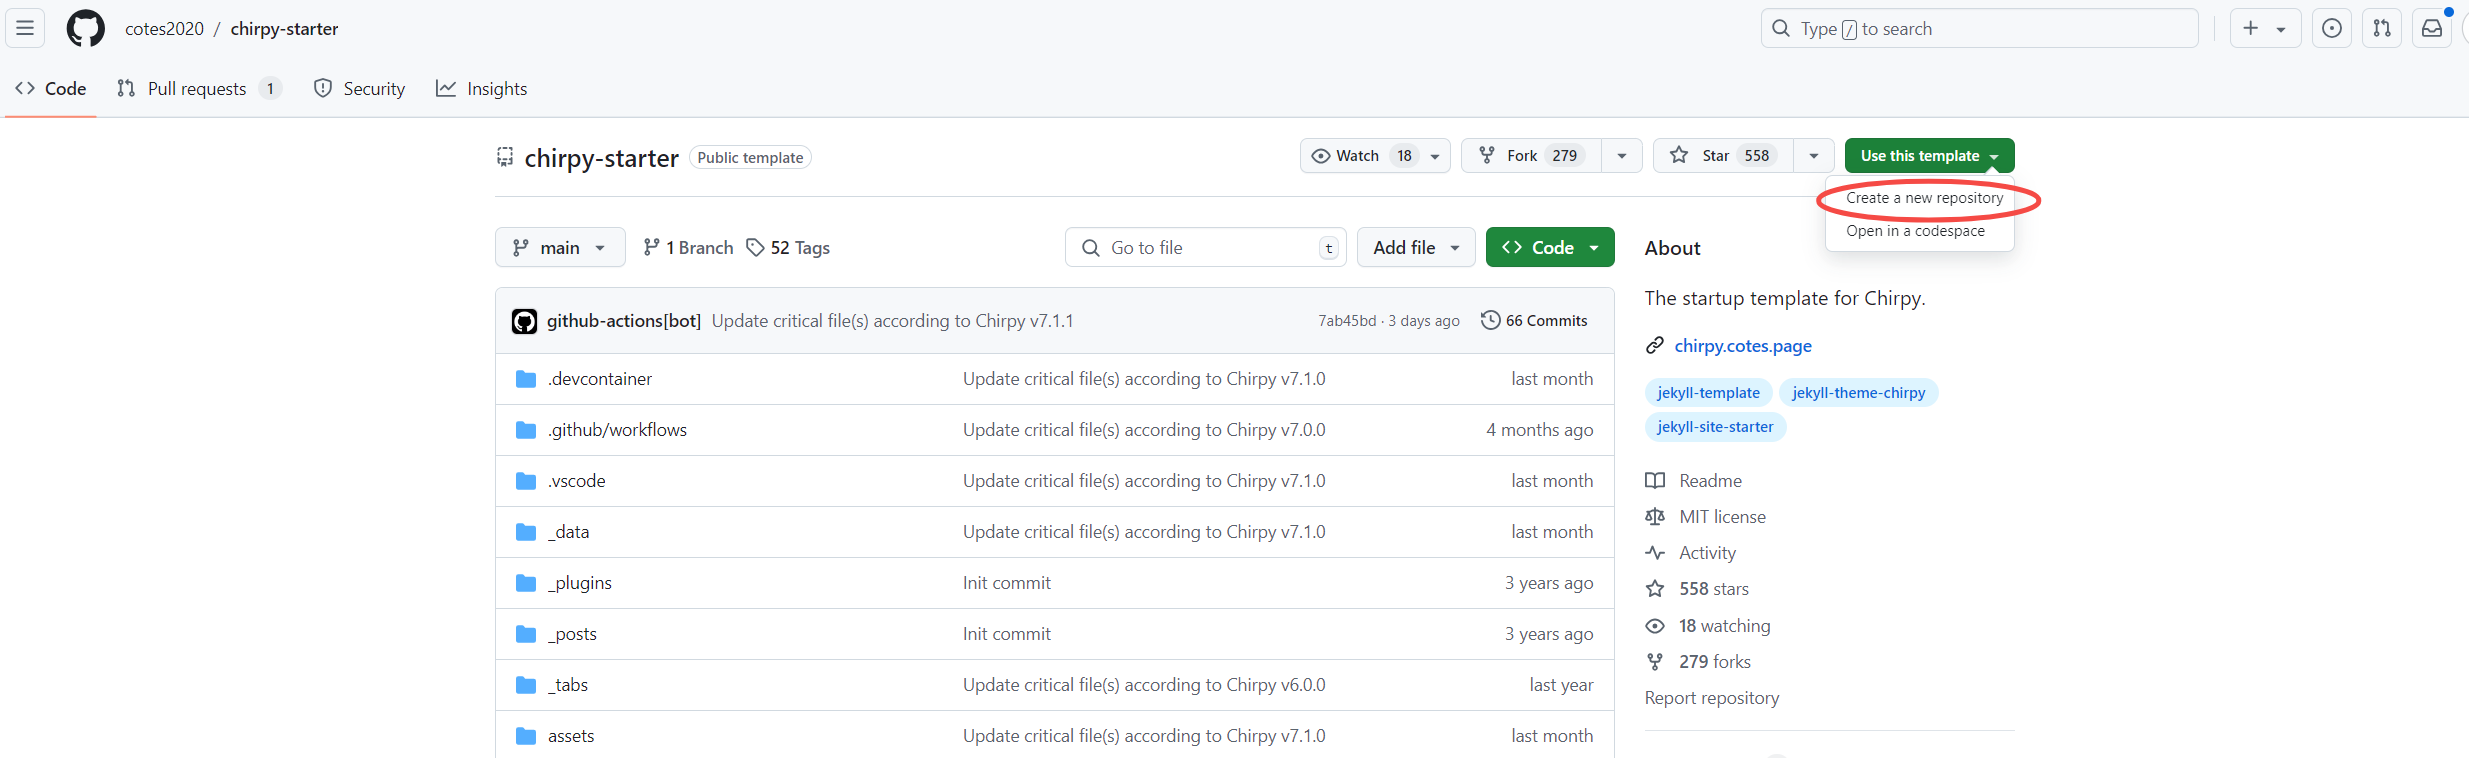 cotes2020 / chirpy-starter
Type / to search
Code
Pull requests 1
Security
Insights
chirpy-starter Public template
Watch 18
Fork 279
Star 558
Use this template
Create a new repository
Open in a codespace
main
1 Branch
52 Tags
Go to file t
Add file
Code
github-actions[bot] Update critical file(s) according to Chirpy v7.1.1 7ab45bd · 3 days ago 66 Commits
.devcontainer Update critical file(s) according to Chirpy v7.1.0 last month
.github/workflows Update critical file(s) according to Chirpy v7.0.0 4 months ago
.vscode Update critical file(s) according to Chirpy v7.1.0 last month
_data Update critical file(s) according to Chirpy v7.1.0 last month
_plugins Init commit 3 years ago
_posts Init commit 3 years ago
_tabs Update critical file(s) according to Chirpy v6.0.0 last year
assets Update critical file(s) according to Chirpy v7.1.0 last month
About
The startup template for Chirpy.
chirpy.cotes.page
jekyll-template jekyll-theme-chirpy
jekyll-site-starter
Readme
MIT license
Activity
558 stars
18 watching
279 forks
Report repository